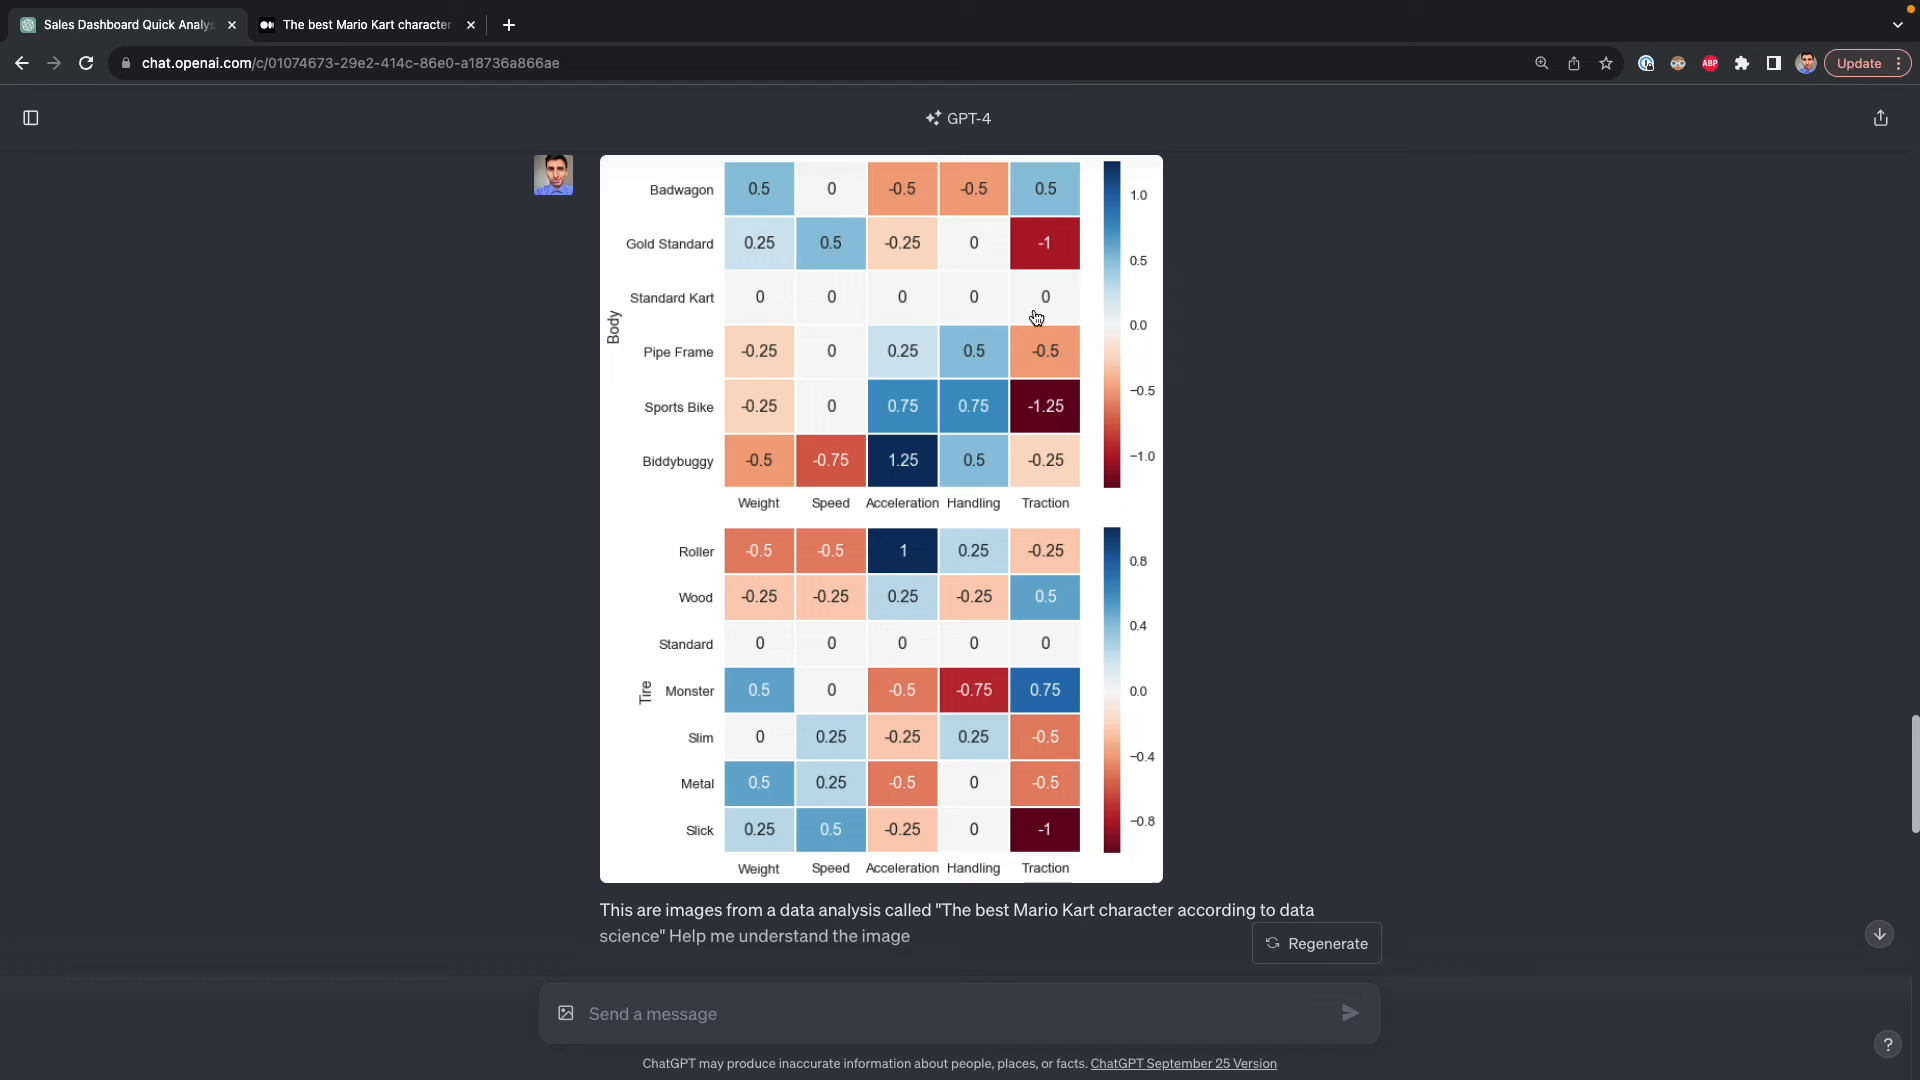 Sales Dashboard Quick Analys
The best Mario Kart character
chat.openai.com/c/01074673-29e2-414c-86e0-a18736a866ae
ABP
Update
GPT-4
Body
Badwagon 0.5 0 -0.5 -0.5 0.5
Gold Standard 0.25 0.5 -0.25 0 -1
Standard Kart 0 0 0 0 0
Pipe Frame -0.25 0 0.25 0.5 -0.5
Sports Bike -0.25 0 0.75 0.75 -1.25
Biddybuggy -0.5 -0.75 1.25 0.5 -0.25
Weight Speed Acceleration Handling Traction
1.0
0.5
0.0
−0.5
−1.0
Tire
Roller -0.5 -0.5 1 0.25 -0.25
Wood -0.25 -0.25 0.25 -0.25 0.5
Standard 0 0 0 0 0
Monster 0.5 0 -0.5 -0.75 0.75
Slim 0 0.25 -0.25 0.25 -0.5
Metal 0.5 0.25 -0.5 0 -0.5
Slick 0.25 0.5 -0.25 0 -1
Weight Speed Acceleration Handling Traction
0.8
0.4
0.0
−0.4
−0.8
This are images from a data analysis called "The best Mario Kart character according to data
science" Help me understand the image
Regenerate
Send a message
ChatGPT may produce inaccurate information about people, places, or facts. ChatGPT September 25 Version
?